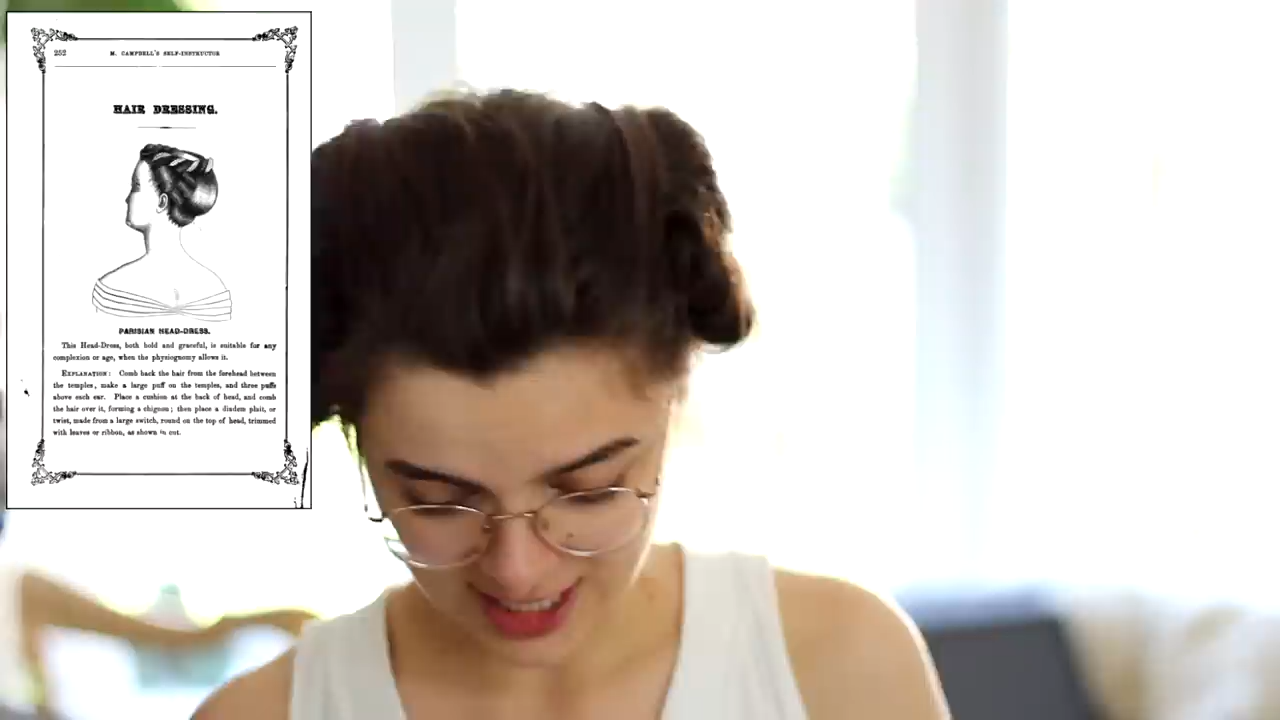 252
M. CAMPBELL'S SELF-INSTRUCTOR
HAIR DRESSING.
PARISIAN HEAD-DRESS.
This Head-Dress, both bold and graceful, is suitable for any
complexion or age, when the physiognomy allows it.
EXPLANATION: Comb back the hair from the forehead between
the temples, make a large puff on the temples, and three puffs
above each ear. Place a cushion at the back of head, and comb
the hair over it, forming a chignon; then place a diadem plait, or
twist, made from a large switch, round on the top of head, trimmed
with leaves or ribbon, as shown in cut.